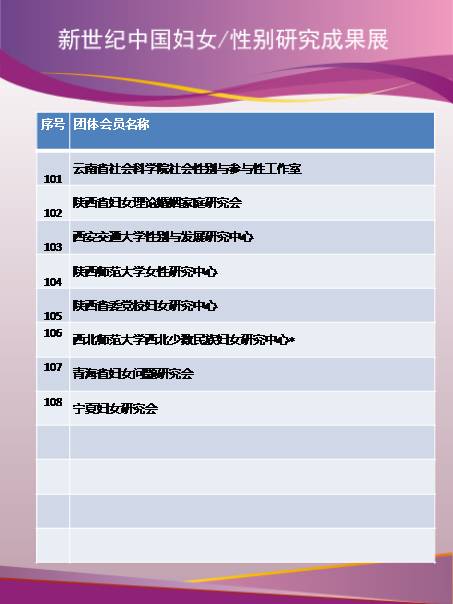 新世纪中国妇女/性别研究成果展
序号 团体会员名称
101 云南省社会科学院社会性别与参与性工作室
102 陕西省妇女理论婚姻家庭研究会
103 西安交通大学性别与发展研究中心
104 陕西师范大学女性研究中心
105 陕西省委党校妇女研究中心
106 西北师范大学西北少数民族妇女研究中心*
107 青海省妇女问题研究会
108 宁夏妇女研究会